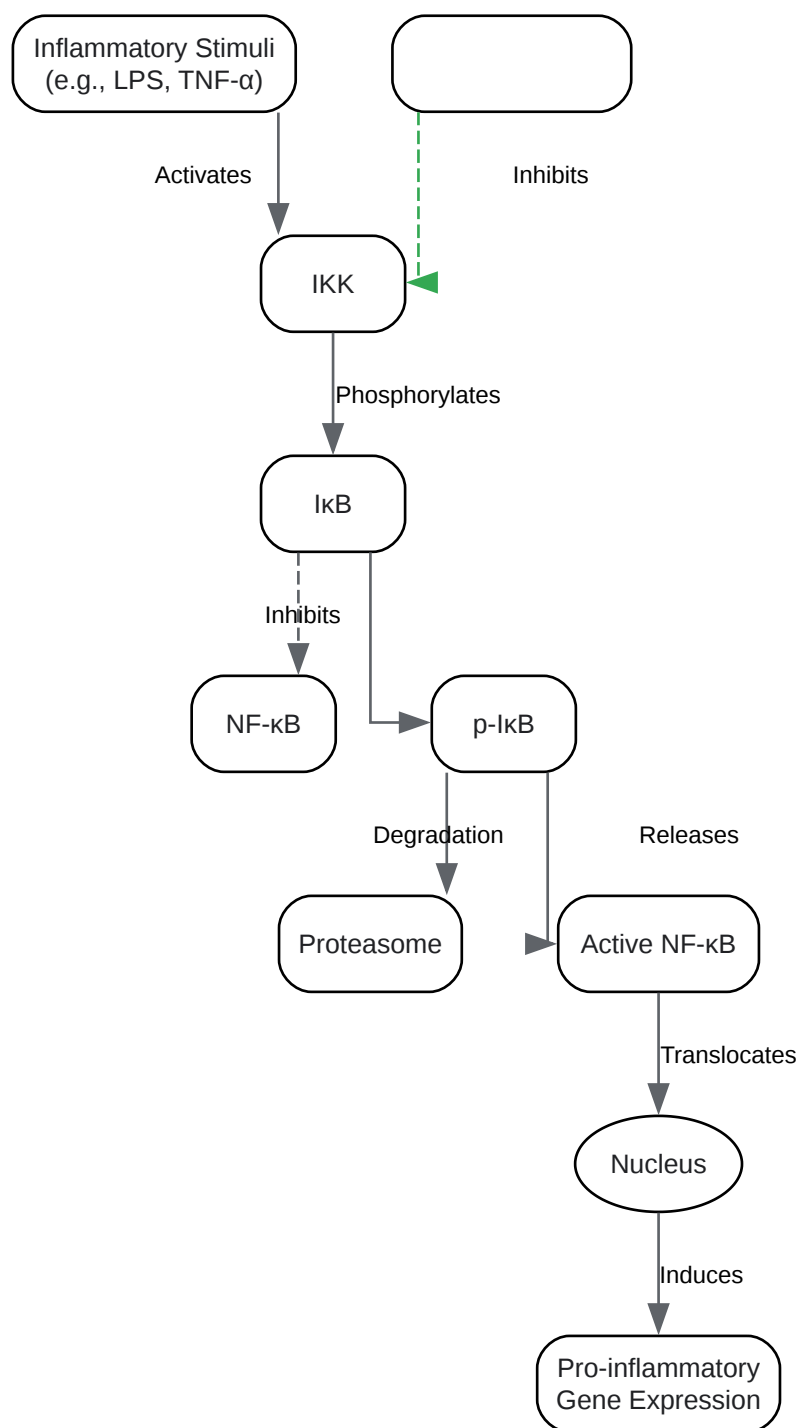 Inflammatory Stimuli
(e.g., LPS, TNF-α)
Activates
Inhibits
IKK
Phosphorylates
IκB
Inhibits
NF-κB
p-IκB
Degradation
Releases
Proteasome
Active NF-κB
Translocates
Nucleus
Induces
Pro-inflammatory
Gene Expression